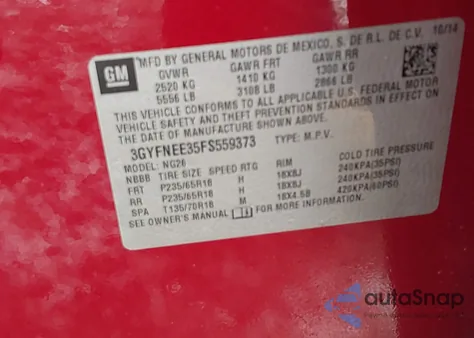 GM
MFD BY GENERAL MOTORS DE MEXICO, S. DE R.L. DE C.V. 10/14
GVWR GAWR FRT GAWR RR
2520 KG 1410 KG 1300 KG
5556 LB 3108 LB 2866 LB
THIS VEHICLE CONFORMS TO ALL APPLICABLE U.S. FEDERAL MOTOR
VEHICLE SAFETY AND THEFT PREVENTION STANDARDS IN EFFECT ON
THE DATE OF MANUFACTURE SHOWN ABOVE.
3GYFNEE35FS559373 TYPE: M.P.V.
MODEL: NG26
NBBB TIRE SIZE SPEED RTG RIM COLD TIRE PRESSURE
FRT P235/65R18 H 18X8J 240KPA(35PSI)
RR P235/65R18 H 18X8J 240KPA(35PSI)
SPA T135/70R18 M 18X4.5B 420KPA(60PSI)
SEE OWNER'S MANUAL FOR MORE INFORMATION.
autoSnap